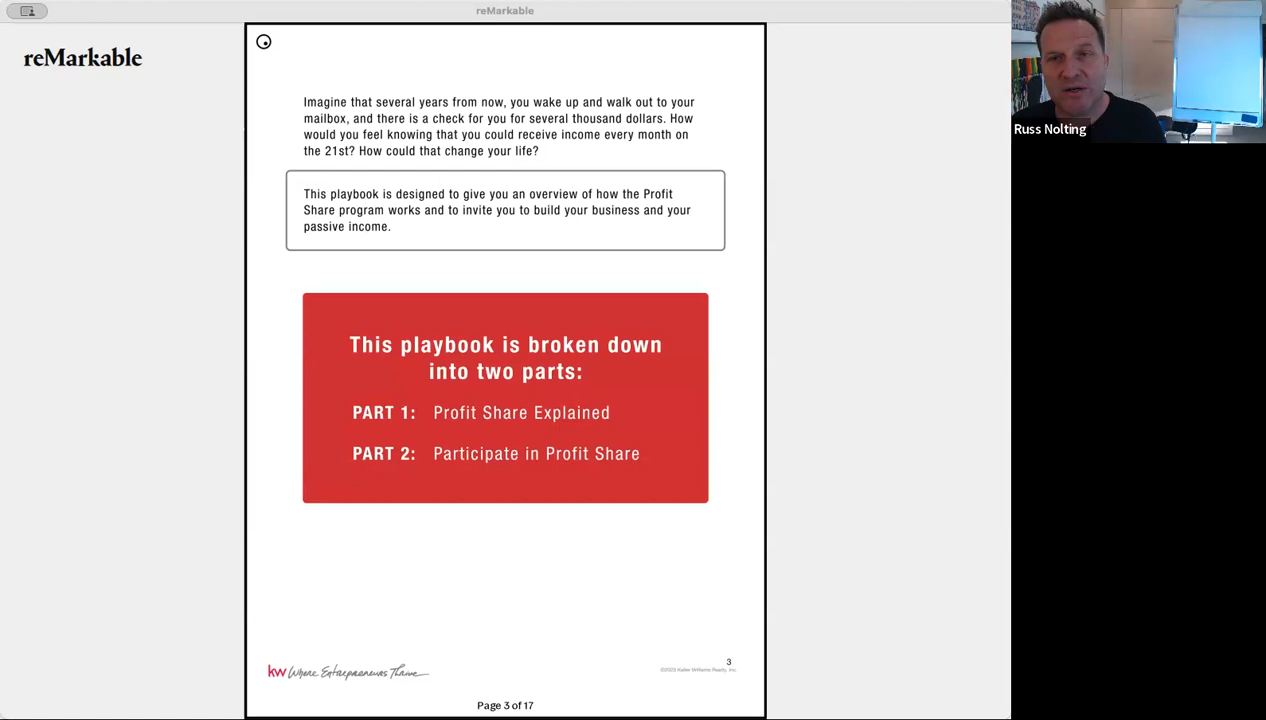 reMarkable
reMarkable
Imagine that several years from now, you wake up and walk out to your
mailbox, and there is a check for you for several thousand dollars. How
would you feel knowing that you could receive income every month on
the 21st? How could that change your life?
This playbook is designed to give you an overview of how the Profit
Share program works and to invite you to build your business and your
passive income.
This playbook is broken down
into two parts:
PART 1: Profit Share Explained
PART 2: Participate in Profit Share
kw Where Entrepreneurs Thrive
3
©2023 Keller Williams Realty, Inc.
Page 3 of 17
Russ Nolting